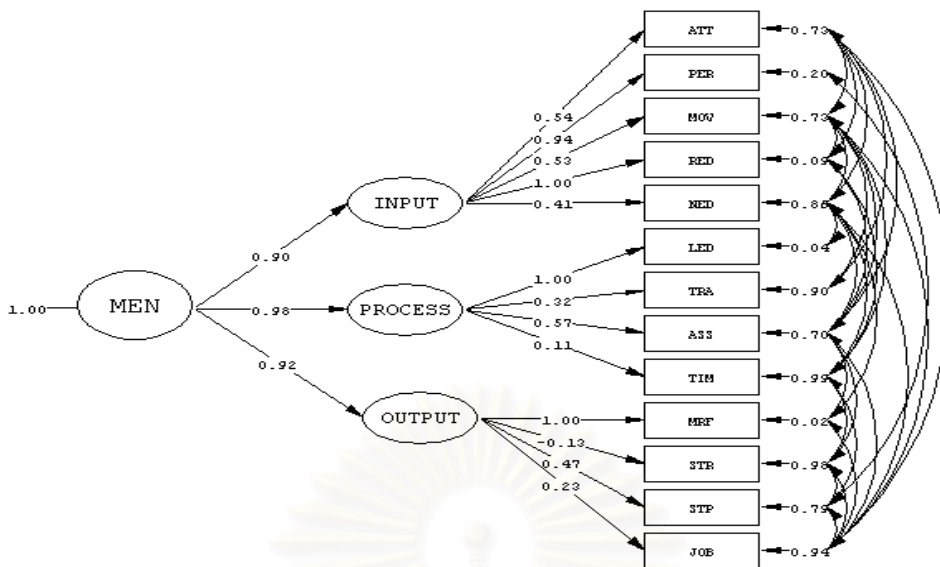 ATT 0.73
PER 0.20
MOV 0.73
RED 0.09
NED 0.86
LED 0.04
TRA 0.90
ASS 0.70
TIM 0.99
MRF 0.02
STR 0.98
STP 0.79
JOB 0.94
0.54
0.94
0.53
1.00
0.41
INPUT
0.90
1.00
0.32
0.57
0.11
1.00 MEN 0.98 PROCESS
0.92
OUTPUT
1.00
-0.13
0.47
0.23